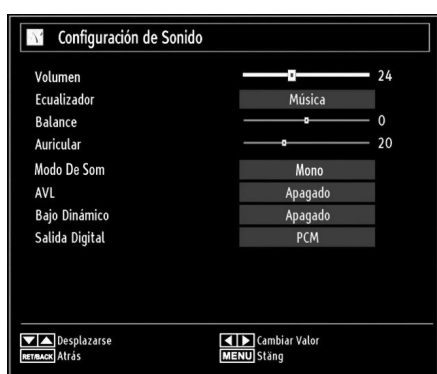 Configuración de Sonido
Volumen 24
Ecualizador Música
Balance 0
Auricular 20
Modo De Som Mono
AVL Apagado
Bajo Dinámico Apagado
Salida Digital PCM
Desplazarse Cambiar Valor
RET/BACK Atrás MENU Stäng